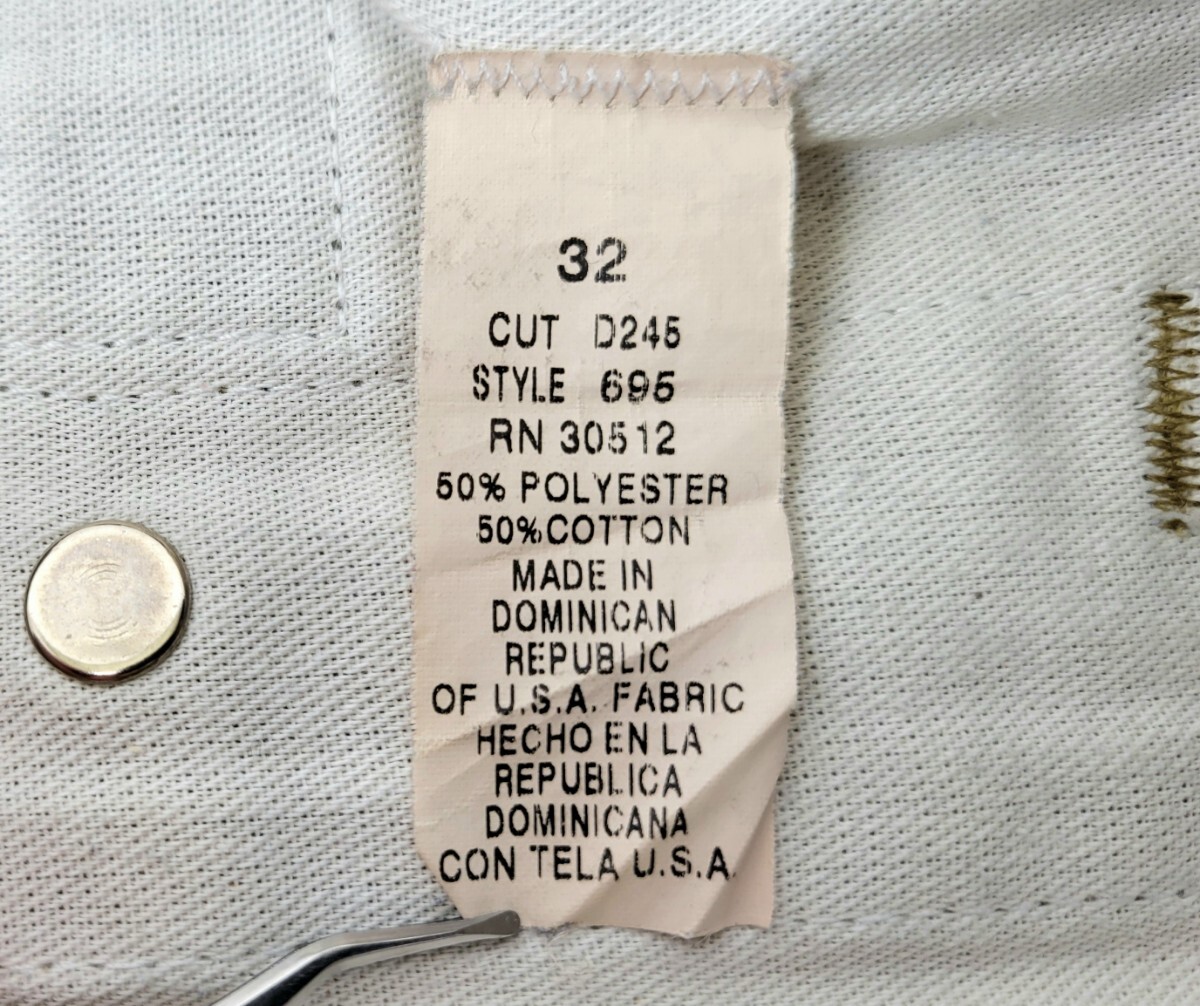 32
CUT D245
STYLE 695
RN 30512
50% POLYESTER
50%COTTON
MADE IN
DOMINICAN
REPUBLIC
OF U.S.A. FABRIC
HECHO EN LA
REPUBLICA
DOMINICANA
CON TELA U.S.A.